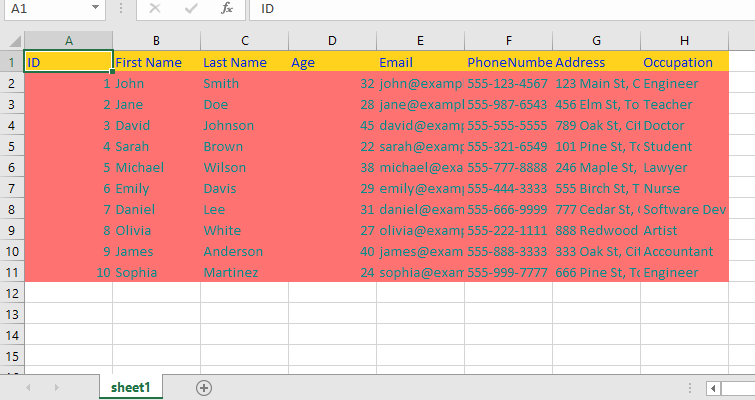 A1 fx ID
A B C D E F G H
1 ID First Name Last Name Age Email PhoneNumbe Address Occupation
2 1 John Smith 32 john@examp 555-123-4567 123 Main St, C Engineer
3 2 Jane Doe 28 jane@exampl 555-987-6543 456 Elm St, To Teacher
4 3 David Johnson 45 david@examp 555-555-5555 789 Oak St, Cit Doctor
5 4 Sarah Brown 22 sarah@examp 555-321-6549 101 Pine St, To Student
6 5 Michael Wilson 38 michael@exa 555-777-8888 246 Maple St, Lawyer
7 6 Emily Davis 29 emily@examp 555-444-3333 555 Birch St, T Nurse
8 7 Daniel Lee 31 daniel@exam 555-666-9999 777 Cedar St, Software Dev
9 8 Olivia White 27 olivia@examp 555-222-1111 888 Redwood Artist
10 9 James Anderson 40 james@exam 555-888-3333 333 Oak St, Cit Accountant
11 10 Sophia Martinez 24 sophia@exam 555-999-7777 666 Pine St, To Engineer
12
13
14
15
sheet1